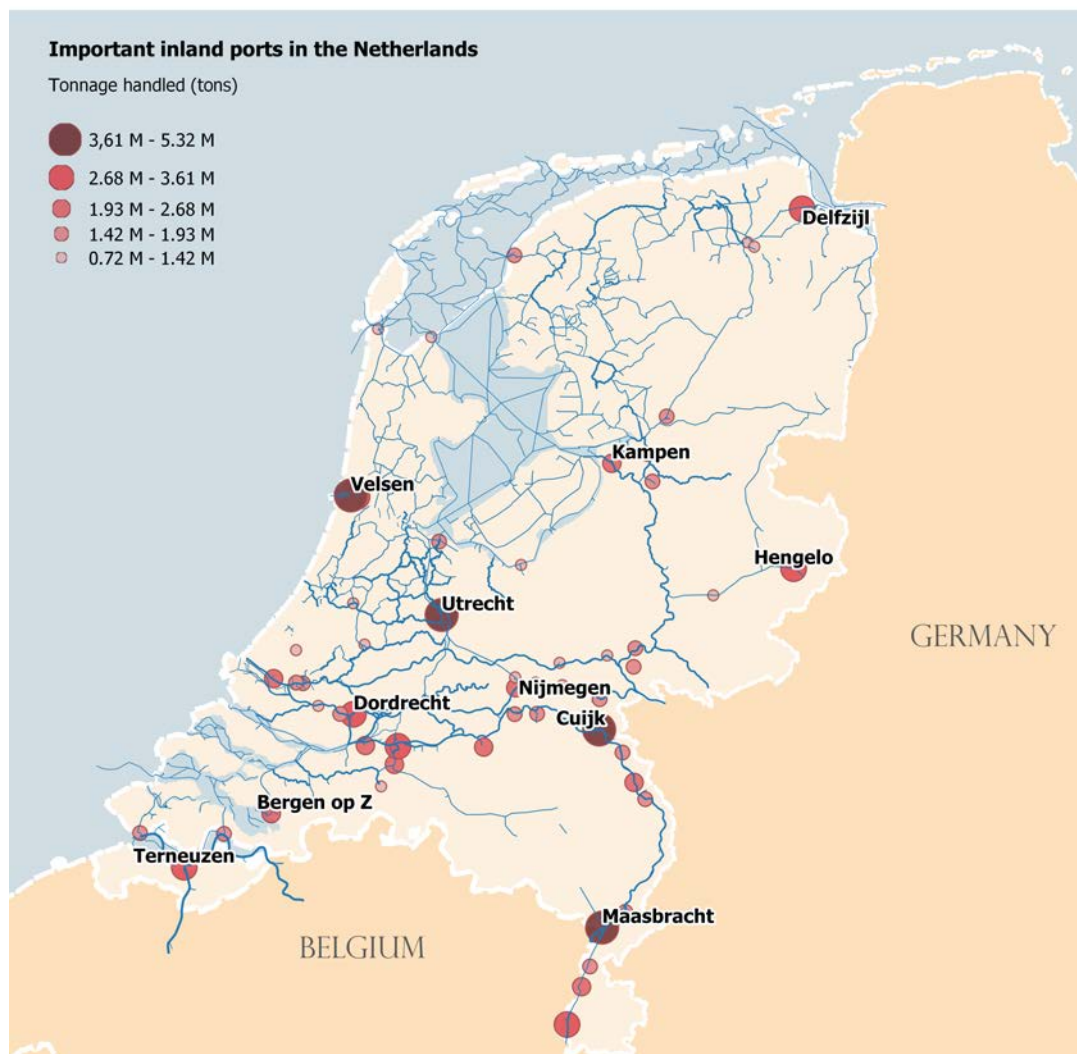 Important inland ports in the Netherlands
Tonnage handled (tons)
3,61 M - 5.32 M
2.68 M - 3.61 M
1.93 M - 2.68 M
1.42 M - 1.93 M
0.72 M - 1.42 M
Delfzijl
Kampen
Velsen
Hengelo
Utrecht
GERMANY
Nijmegen
Dordrecht
Cuijk
Bergen op Z
Terneuzen
Maasbracht
BELGIUM